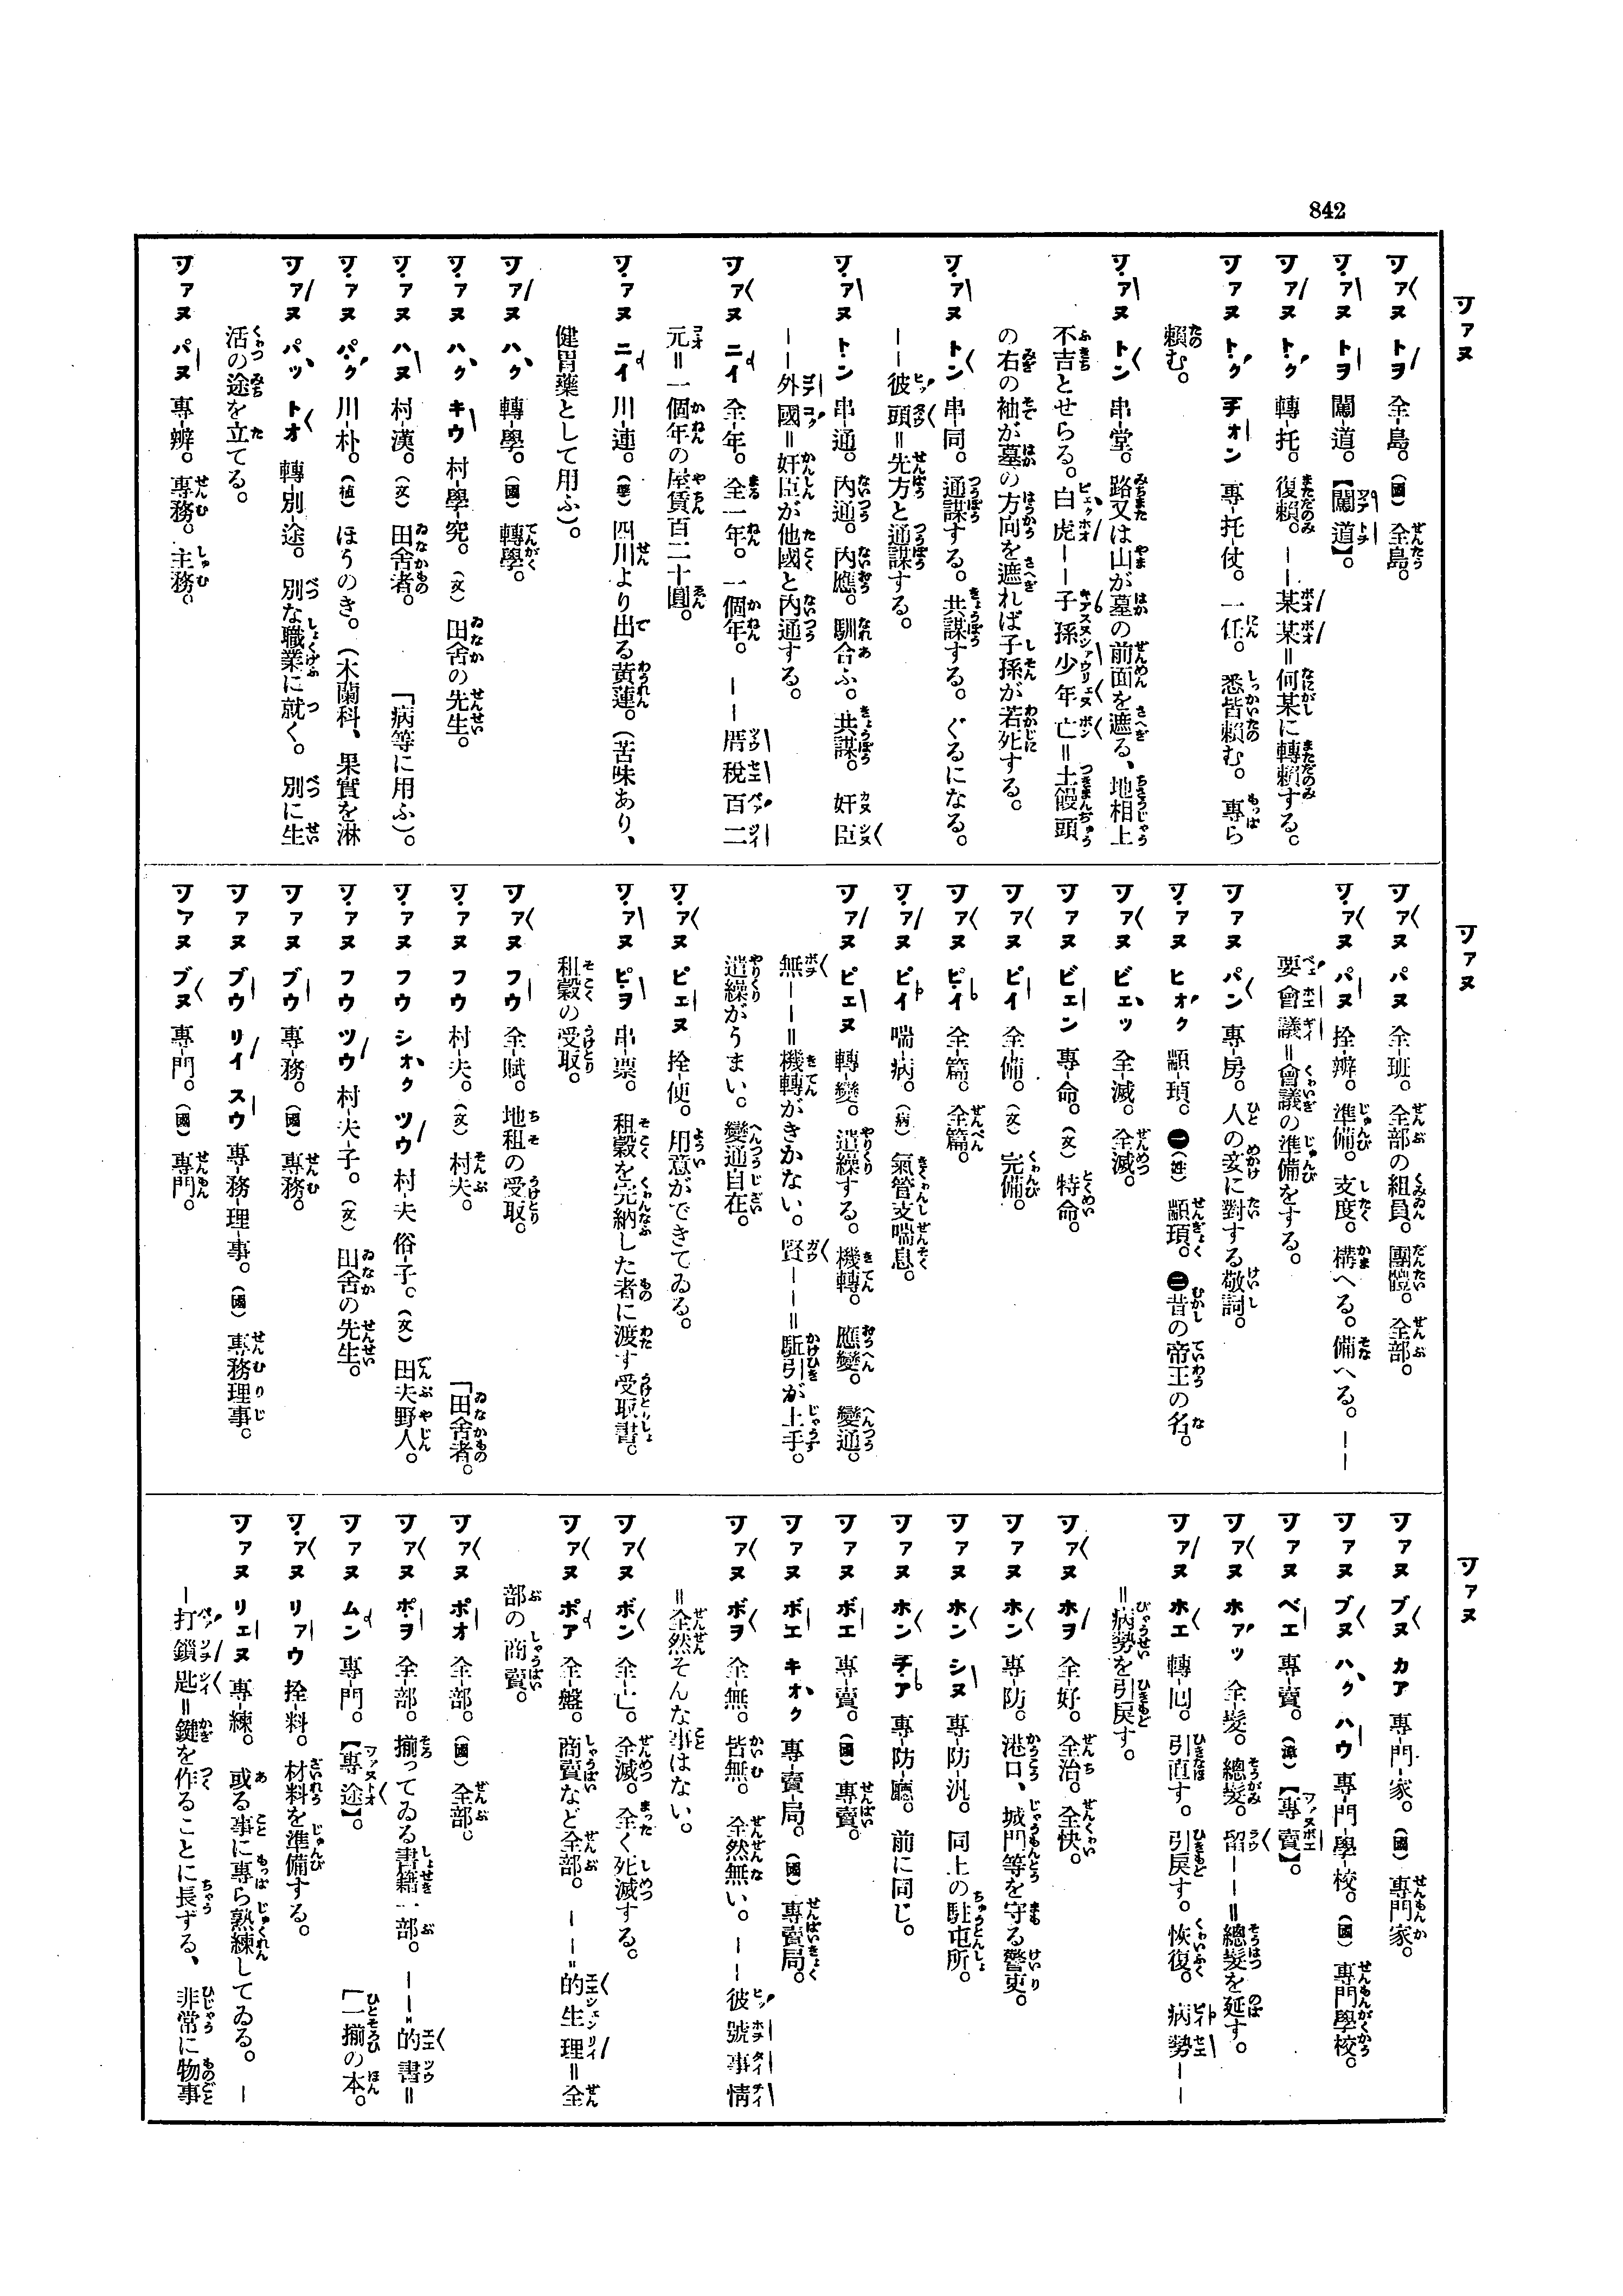 842
ツァヌ
ツァヌ トヲ 全-島。(國) 全島。
ツァヌ トヲ 闖-道。【闖道】。
ツァヌ ト・ク 轉-托。復賴。――某某=何某に轉賴する。
ツァヌ ト・ク チォン 專-托-仗。一任。悉皆賴む。專ら
賴む。
ツ・ァヌ トン 串-堂。路又は山が墓の前面を遮る、地相上
不吉とせらる。白虎――子孫少年亡=土饅頭
の右の袖が墓の方向を遮れば子孫が若死する。
ツ・ァヌ トン 串-同。通謀する。共謀する。ぐるになる。
――彼頭=先方と通謀する。
ツ・ァヌ ト・ン 串-通。內通。內應。馴合ふ。共謀。奸臣
――外國=奸臣が他國と內通する。
ツァヌ ニイ 全-年。全一年。一個年。――厝稅百二
元=一個年の屋賃百二十圓。
ツ・ァヌ ニイ 川-連。(藥) 四川より出る黃蓮。(苦味あり、
健胃藥として用ふ)。
ツァヌ ハク 轉-學。(國) 轉學。
ツ・ァヌ ハク キウ 村-學-究。(文) 田舍の先生。
ツ・ァヌ ハヌ 村-漢。(文) 田舍者。 「病等に用ふ)。
ツ・ァヌ パ・ク 川-朴。(植) ほうのき。(木蘭科、果實を淋
ツァヌ パッ トオ 轉-別-途。別な職業に就く。別に生
活の途を立てる。
ツァヌ パヌ 專-辨。專務。主務。
ツァヌ
ツァヌ パヌ 全-班。全部の組員。團體。全部。
ツ・ァヌ パヌ 拴-辨。準備。支度。構へる。備へる。――
要會議=會議の準備をする。
ツァヌ パン 專-房。人の妾に對する敬詞。
ツ・ァヌ ヒォク 顓-頊。㊀(姓) 顓頊。㊁昔の帝王の名。
ツァヌ ビェッ 全-滅。全滅。
ツァヌ ビェン 專-命。(文) 特命。
ツァヌ ピイ 全-備。(文) 完備。
ツァヌ ピ・イ 全-篇。全篇。
ツ・ァヌ ピイ 喘-病。(病) 氣管支喘息。
ツァヌ ピェヌ 轉-變。遣繰する。機轉。應變。變通。
無――=機轉がきかない。賢――=駈引が上手。
遣繰がうまい。變通自在。
ツ・ァヌ ピェヌ 拴-便。用意ができてゐる。
ツ・ァヌ ピ・ヲ 串-票。租穀を完納した者に渡す受取書。
租穀の受取。
ツァヌ フウ 全-賦。地租の受取。
ツ・ァヌ フウ 村-夫。(文) 村夫。 「田舍者。
ツ・ァヌ フウ シオク ツウ 村-夫俗-子。(文) 田夫野人。
ツ・ァヌ フウ ツウ 村-夫-子。(文) 田舍の先生。
ツァヌ ブウ 專-務。(國) 專務。
ツァヌ ブウ リイ スウ 專-務-理-事。(國) 專務理事。
ツァヌ ブヌ 專-門。(國) 專門。
ツァヌ
ツァヌ ブヌ カア 專-門-家。(國) 專門家。
ツァヌ ブヌ ハク ハウ 專-門-學-校。(國) 專門學校。
ツァヌ ベエ 專-賣。(漳)【專賣】。
ツァヌ ホエ 轉-囘。引直す。引戾す。恢復。病勢――
=病勢を引戾す。
ツァヌ ホァッ 全-髮。總髮。留――=總髮を延す。
ツァヌ ホヲ 全-好。全治。全快。
ツァヌ ホン 專-防。港口、城門等を守る警吏。
ツァヌ ホン シヌ 專-防-汛。同上の駐屯所。
ツァヌ ホン チ・ア 專-防-廳。前に同じ。
ツァヌ ボエ 專-賣。(國) 專賣。
ツァヌ ボエ キオク 專-賣-局。(國) 專賣局。
ツァヌ ボヲ 全-無。皆無。全然無い。――彼號事情
=全然そんな事はない。
ツァヌ ボン 全-亡。全滅。全く死滅する。
ツァヌ ポア 全-盤。商賣など全部。――的生理=全
部の商賣。
ツァヌ ポオ 全-部。(國) 全部。
ツァヌ ポヲ 全-部。揃ってゐる書籍一部。――的書=
「一揃の本。
ツァヌ ムン 專-門。【專途】。
ツ・ァヌ リァウ 拴-料。材料を準備する。
ツァヌ リェヌ 專-練。或る事に專ら熟練してゐる。―
―打鎖匙=鍵を作ることに長ずる、非常に物事